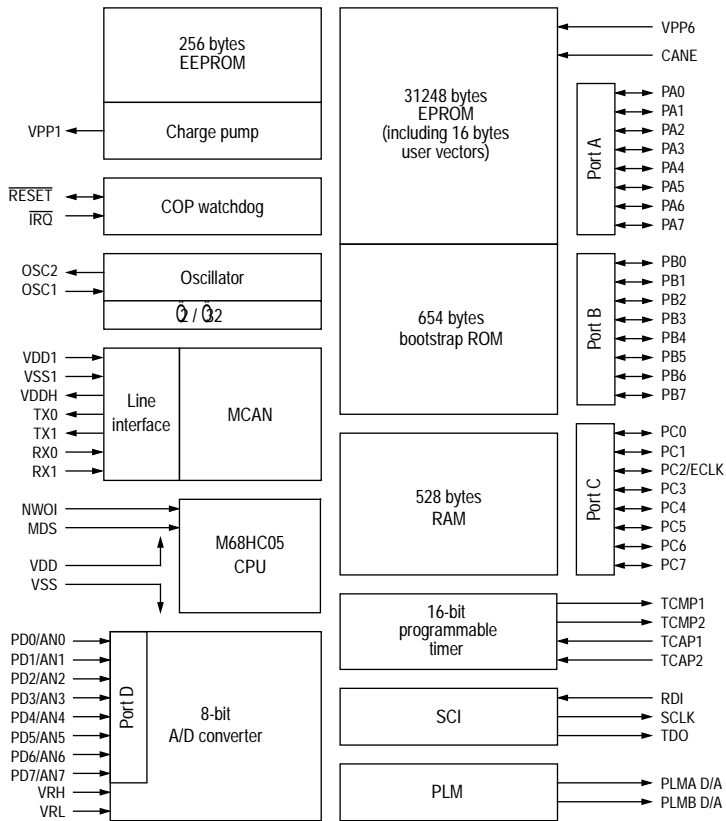 256 bytes
EEPROM
VPP1
Charge pump
RESET
IRQ
COP watchdog
OSC2
OSC1
Oscillator
Ö2 / Ö32
VDD1
VSS1
VDDH
TX0
TX1
RX0
RX1
Line
interface
MCAN
NWOI
MDS
VDD
VSS
M68HC05
CPU
PD0/AN0
PD1/AN1
PD2/AN2
PD3/AN3
PD4/AN4
PD5/AN5
PD6/AN6
PD7/AN7
VRH
VRL
Port D
8-bit
A/D converter
31248 bytes
EPROM
(including 16 bytes
user vectors)
654 bytes
bootstrap ROM
528 bytes
RAM
16-bit
programmable
timer
SCI
PLM
VPP6
CANE
Port A
PA0
PA1
PA2
PA3
PA4
PA5
PA6
PA7
Port B
PB0
PB1
PB2
PB3
PB4
PB5
PB6
PB7
Port C
PC0
PC1
PC2/ECLK
PC3
PC4
PC5
PC6
PC7
TCMP1
TCMP2
TCAP1
TCAP2
RDI
SCLK
TDO
PLMA D/A
PLMB D/A